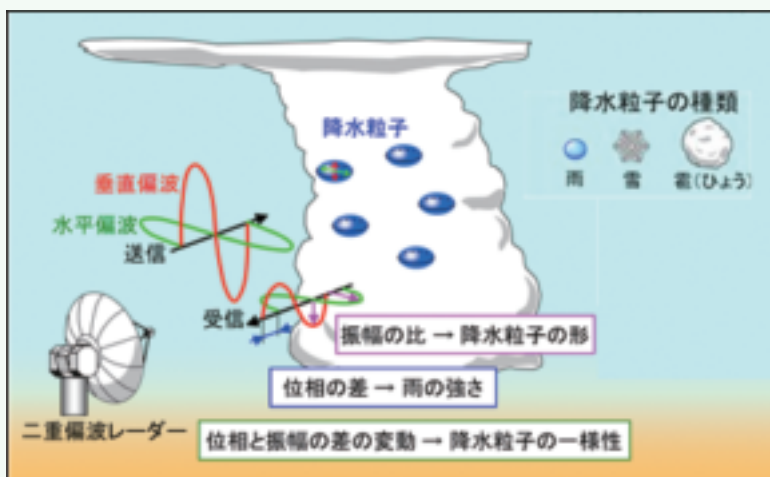 降水粒子の種類
雨
雪
雹(ひょう)
降水粒子
垂直偏波
水平偏波
送信
受信
振幅の比 → 降水粒子の形
位相の差 → 雨の強さ
二重偏波レーダー
位相と振幅の差の変動 → 降水粒子の一様性